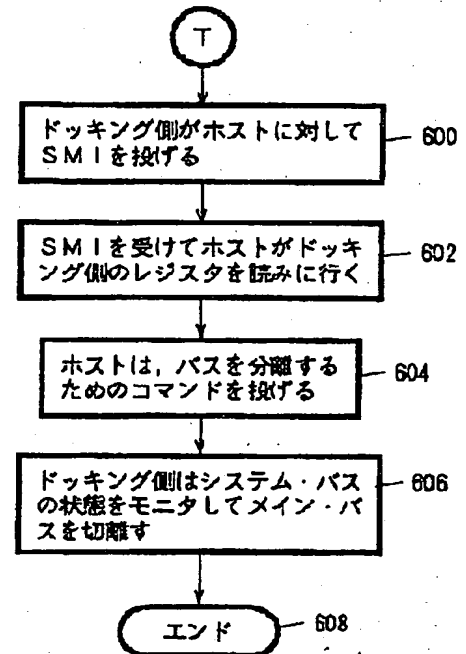 T
ドッキング側がホストに対して
SMIを投げる
600
SMIを受けてホストがドッキ
ング側のレジスタを読みに行く
602
ホストは，バスを分離する
ためのコマンドを投げる
604
ドッキング側はシステム・バス
の状態をモニタしてメイン・バ
スを切離す
606
エンド
608